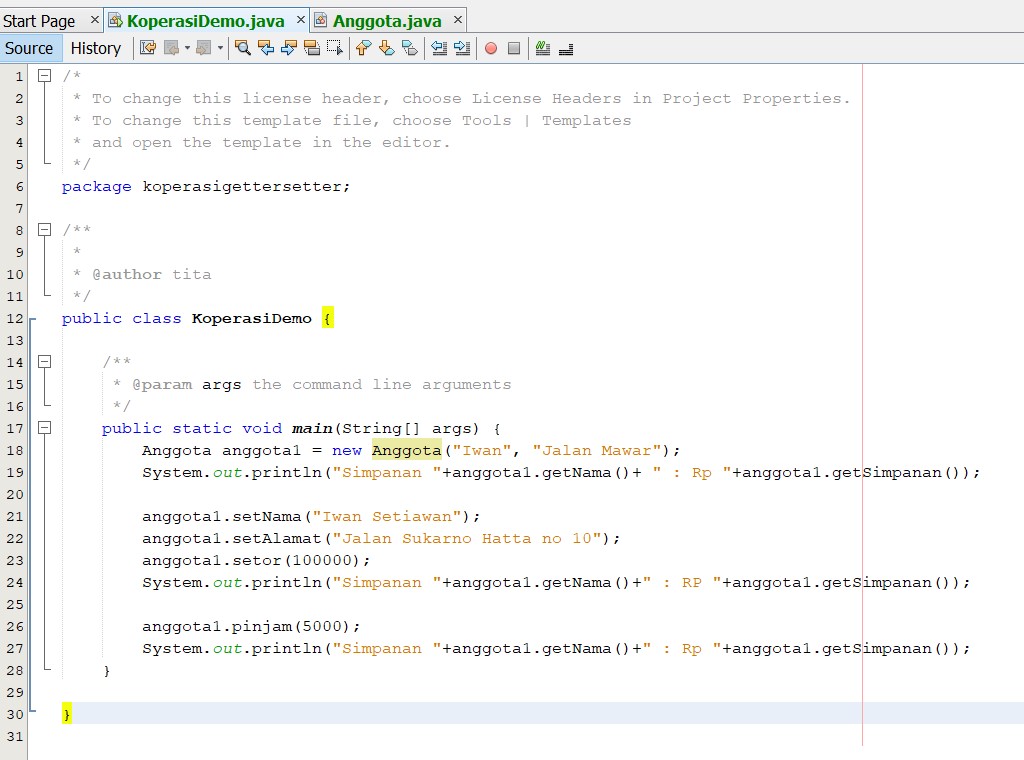 Start Page × KoperasiDemo.java × Anggota.java ×
Source History
1 /*
2 * To change this license header, choose License Headers in Project Properties.
3 * To change this template file, choose Tools | Templates
4 * and open the template in the editor.
5 */
6 package koperasigettersetter;
7
8 /**
9 *
10 * @author tita
11 */
12 public class KoperasiDemo {
13
14 /**
15 * @param args the command line arguments
16 */
17 public static void main(String[] args) {
18 Anggota anggota1 = new Anggota("Iwan", "Jalan Mawar");
19 System.out.println("Simpanan "+anggota1.getNama()+ " : Rp "+anggota1.getSimpanan());
20
21 anggota1.setNama("Iwan Setiawan");
22 anggota1.setAlamat("Jalan Sukarno Hatta no 10");
23 anggota1.setor(100000);
24 System.out.println("Simpanan "+anggota1.getNama()+" : RP "+anggota1.getSimpanan());
25
26 anggota1.pinjam(5000);
27 System.out.println("Simpanan "+anggota1.getNama()+" : Rp "+anggota1.getSimpanan());
28 }
29
30 }
31